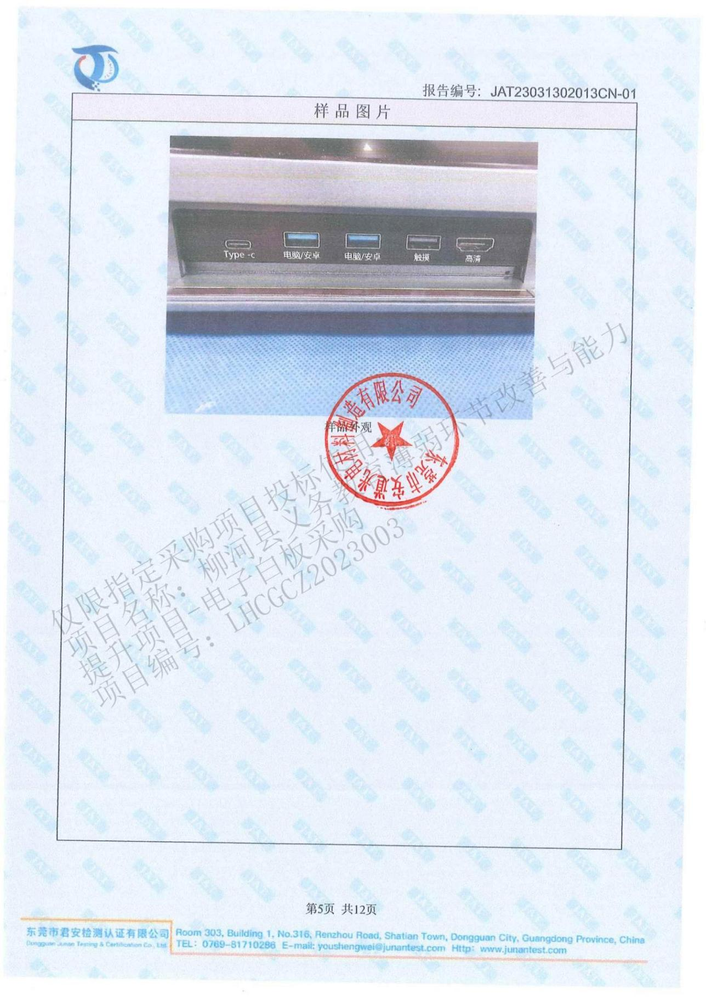 报告编号: JAT23031302013CN-01
样品图片
Type -c
电脑/安卓
电脑/安卓
触摸
高清
样品外观
东莞市安道光电材料制造有限公司
仅限指定采购项目投标使用
项目名称：柳河县义务教育薄弱环节改善与能力
提升项目-电子白板采购
项目编号：LHCGCZ2023003
第5页 共12页
东莞市君安检测认证有限公司
Dongguan Junan Testing & Certification Co., Ltd
Room 303, Building 1, No.316, Renzhou Road, Shatian Town, Dongguan City, Guangdong Province, China
TEL: 0769-81710286 E-mail: youshengwei@junantest.com Http: www.junantest.com